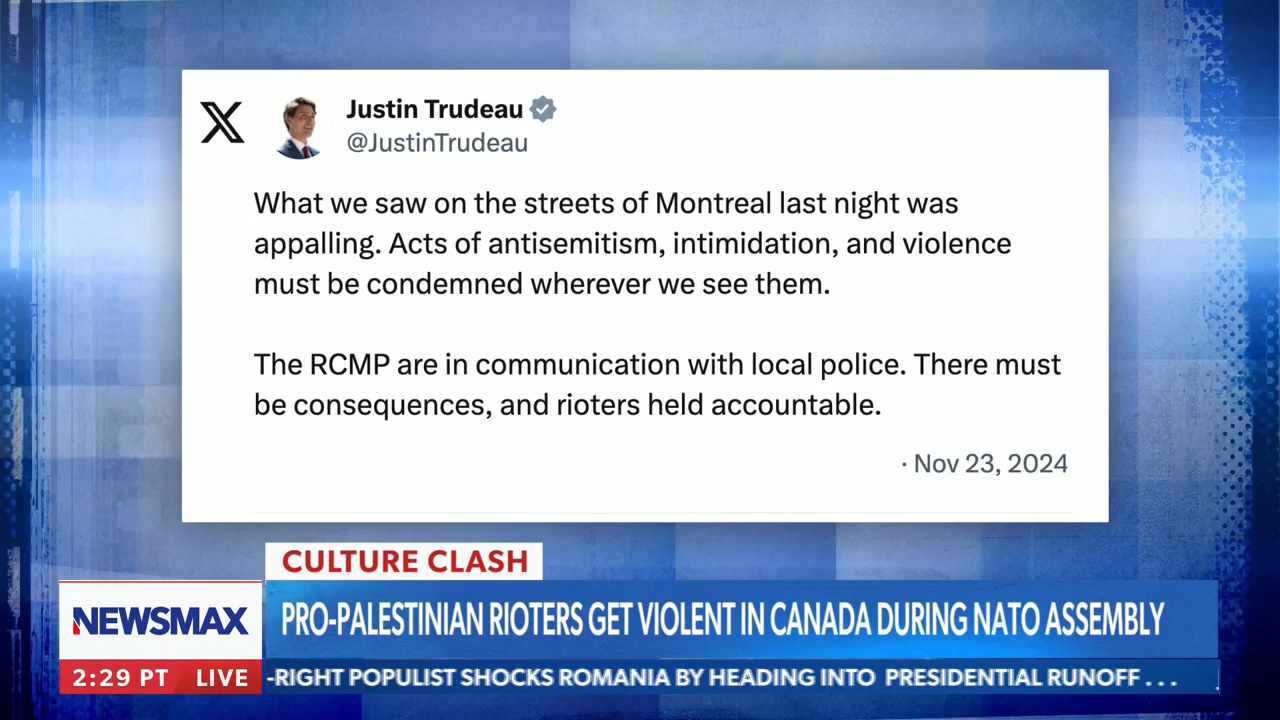 X
Justin Trudeau
@JustinTrudeau
What we saw on the streets of Montreal last night was
appalling. Acts of antisemitism, intimidation, and violence
must be condemned wherever we see them.
The RCMP are in communication with local police. There must
be consequences, and rioters held accountable.
· Nov 23, 2024
CULTURE CLASH
NEWSMAX
PRO-PALESTINIAN RIOTERS GET VIOLENT IN CANADA DURING NATO ASSEMBLY
2:29 PT LIVE
-RIGHT POPULIST SHOCKS ROMANIA BY HEADING INTO PRESIDENTIAL RUNOFF . . .